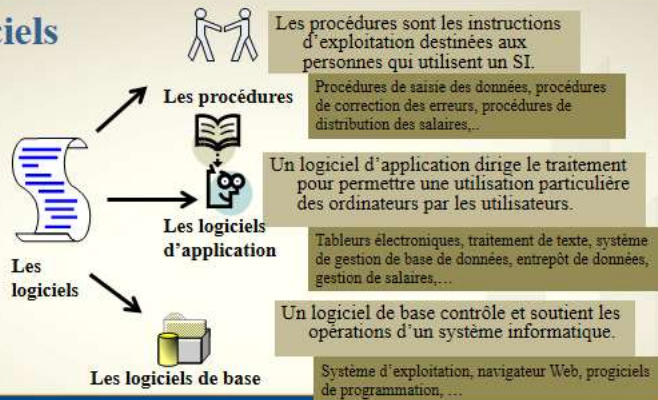 ciels
Les procédures sont les instructions
d'exploitation destinées aux
personnes qui utilisent un SI.
Les procédures
Procédures de saisie des données, procédures
de correction des erreurs, procédures de
distribution des salaires,..
Un logiciel d'application dirige le traitement
pour permettre une utilisation particulière
des ordinateurs par les utilisateurs.
Les logiciels
d'application
Tableurs électroniques, traitement de texte, système
de gestion de base de données, entrepôt de données,
gestion de salaires,…
Les
logiciels
Un logiciel de base contrôle et soutient les
opérations d'un système informatique.
Les logiciels de base
Système d'exploitation, navigateur Web, progiciels
de programmation, …